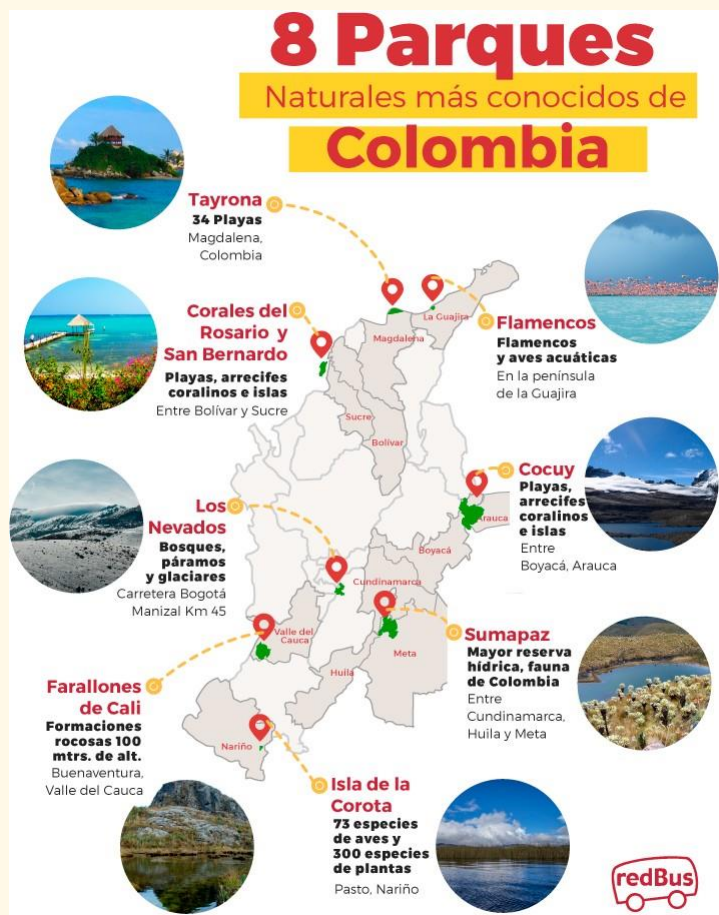 8 Parques
Naturales más conocidos de
Colombia
Tayrona
34 Playas
Magdalena,
Colombia
Corales del
Rosario y
San Bernardo
Playas, arrecifes
coralinos e islas
Entre Bolívar y Sucre
Flamencos
Flamencos
y aves acuáticas
En la península
de la Guajira
La Guajira
Magdalena
Sucre
Bolívar
Cocuy
Playas,
arrecifes
coralinos
e islas
Entre
Boyacá, Arauca
Arauca
Boyacá
Los
Nevados
Bosques,
páramos
y glaciares
Carretera Bogotá
Manizal Km 45
Cundinamarca
Valle del
Cauca
Meta
Huila
Nariño
Sumapaz
Mayor reserva
hídrica, fauna
de Colombia
Entre
Cundinamarca,
Huila y Meta
Farallones
de Cali
Formaciones
rocosas 100
mtrs. de alt.
Buenaventura,
Valle del Cauca
Isla de la
Corota
73 especies
de aves y
300 especies
de plantas
Pasto, Nariño
redBus